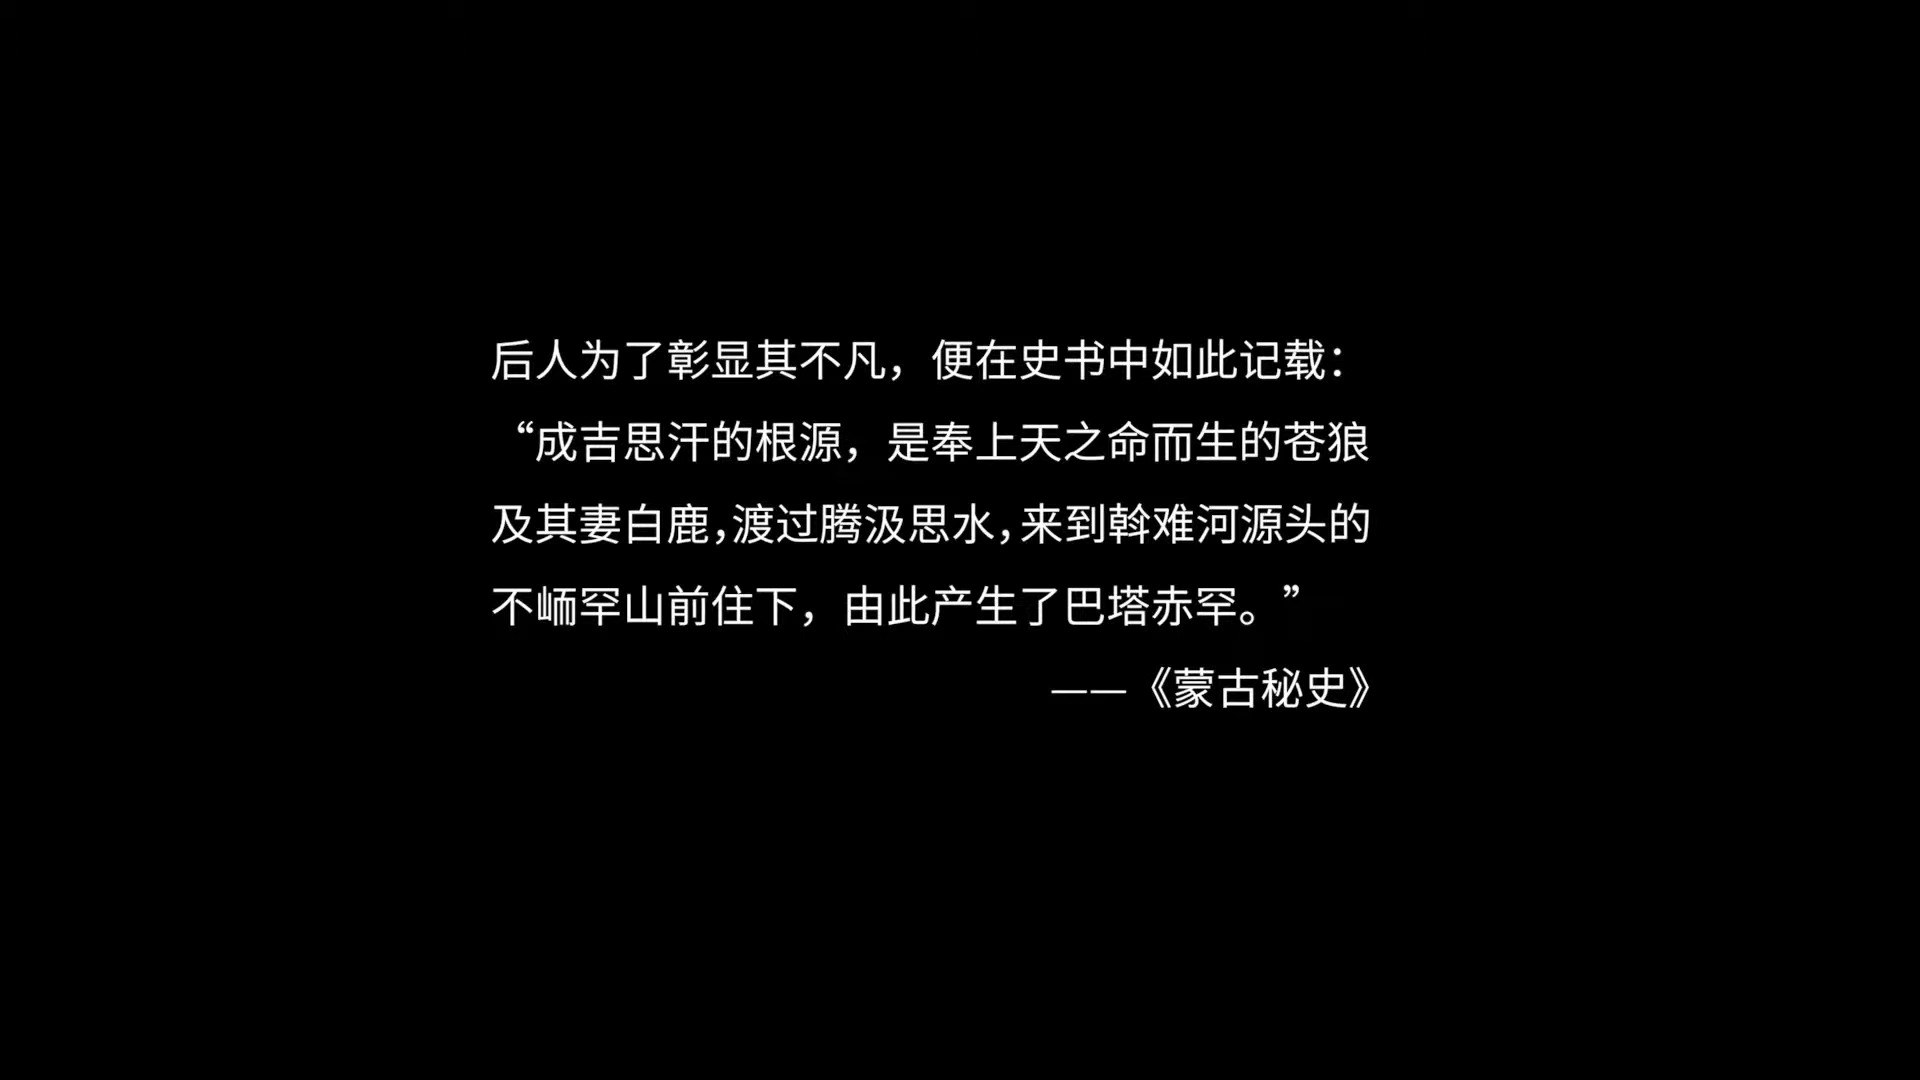 后人为了彰显其不凡，便在史书中如此记载：
“成吉思汗的根源，是奉上天之命而生的苍狼
及其妻白鹿，渡过腾汲思水，来到斡难河源头的
不峏罕山前住下，由此产生了巴塔赤罕。”
——《蒙古秘史》